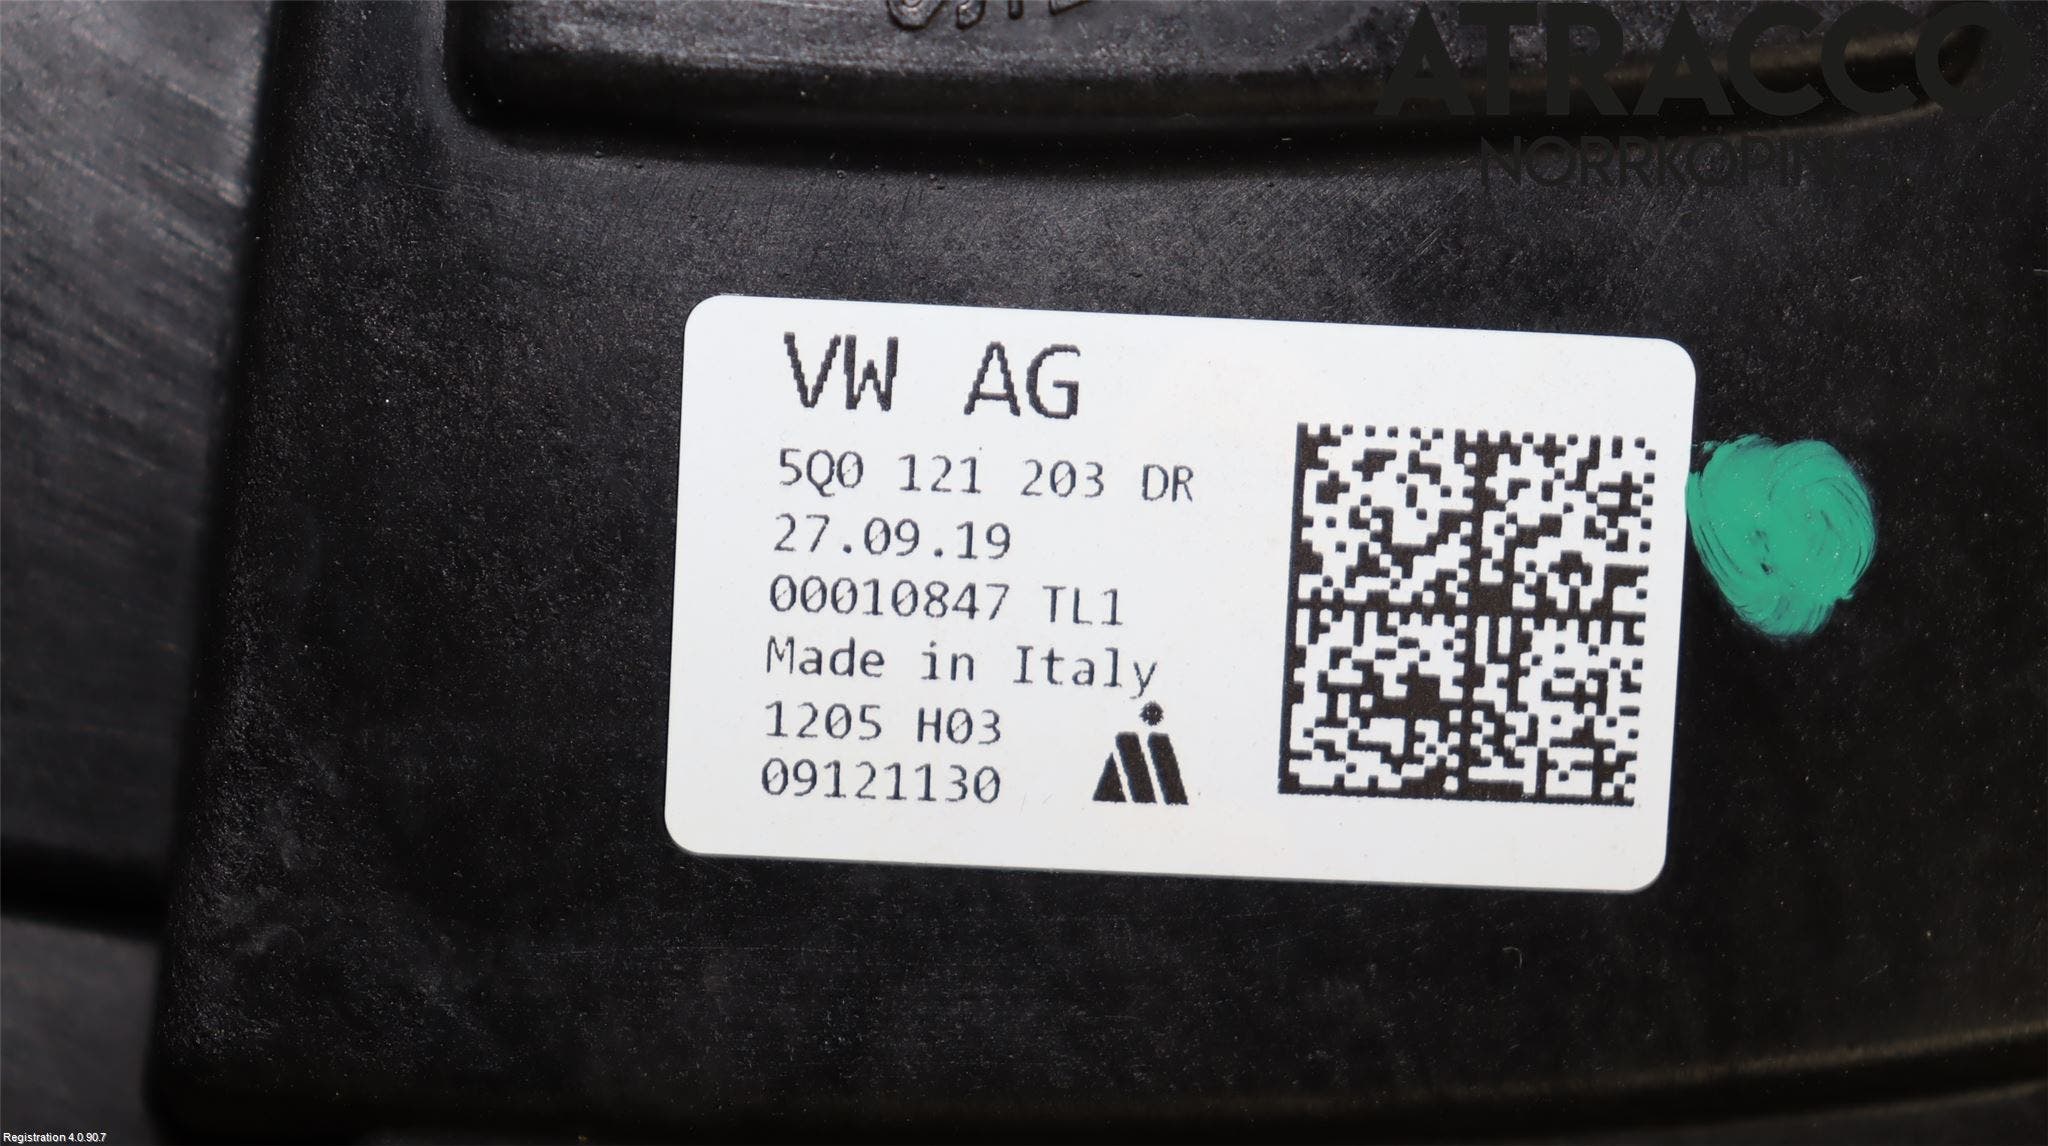 ATRACCO
NORRKÖPING
VW AG
5Q0 121 203 DR
27.09.19
00010847 TL1
Made in Italy
1205 H03
09121130
Registration 4.0.90.7